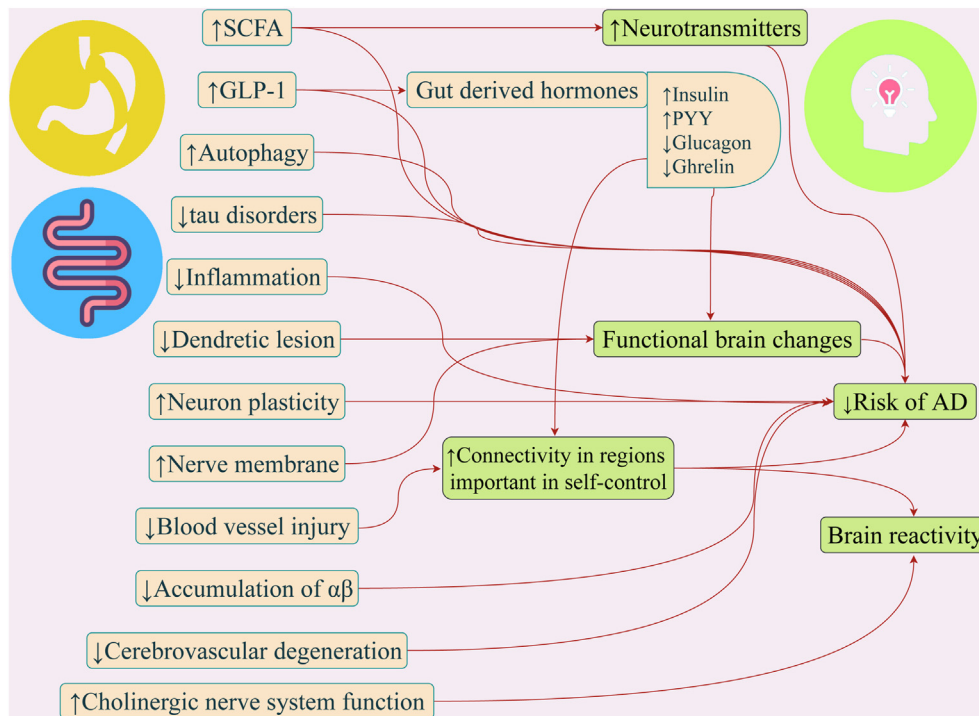 ↑SCFA
↑Neurotransmitters
↑GLP-1
Gut derived hormones
↑Insulin
↑PYY
↓Glucagon
↓Ghrelin
↑Autophagy
↓tau disorders
↓Inflammation
↓Dendretic lesion
Functional brain changes
↑Neuron plasticity
↓Risk of AD
↑Nerve membrane
↑Connectivity in regions
important in self-control
↓Blood vessel injury
Brain reactivity
↓Accumulation of αβ
↓Cerebrovascular degeneration
↑Cholinergic nerve system function